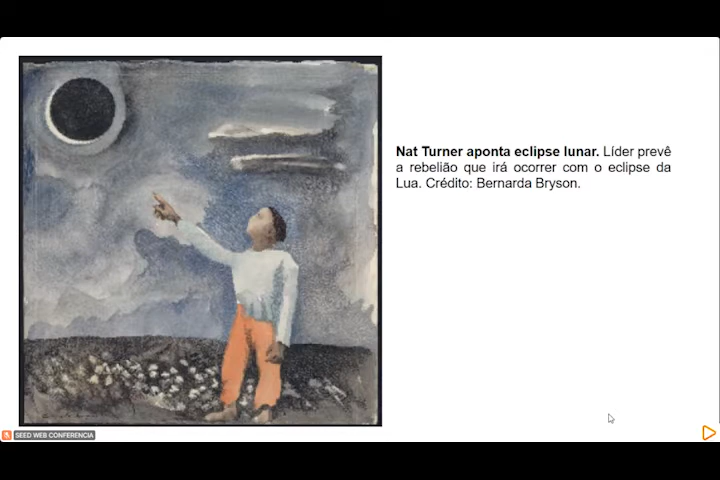 Nat Turner aponta eclipse lunar. Líder prevê
a rebelião que irá ocorrer com o eclipse da
Lua. Crédito: Bernarda Bryson.
SEED WEB CONFERENCIA